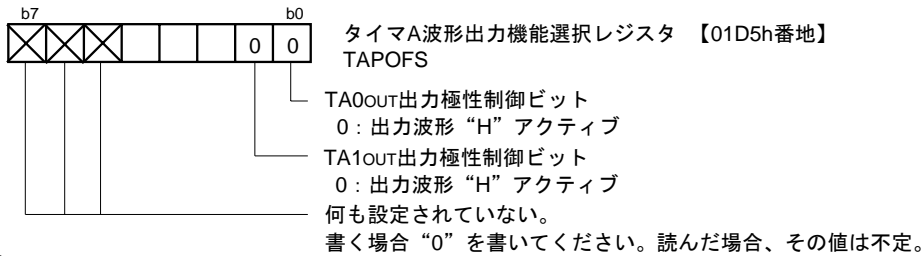 b7 b0
0 0
タイマA波形出力機能選択レジスタ 【01D5h番地】
TAPOFS
TA0OUT出力極性制御ビット
0：出力波形“H”アクティブ
TA1OUT出力極性制御ビット
0：出力波形“H”アクティブ
何も設定されていない。
書く場合“0”を書いてください。読んだ場合、その値は不定。